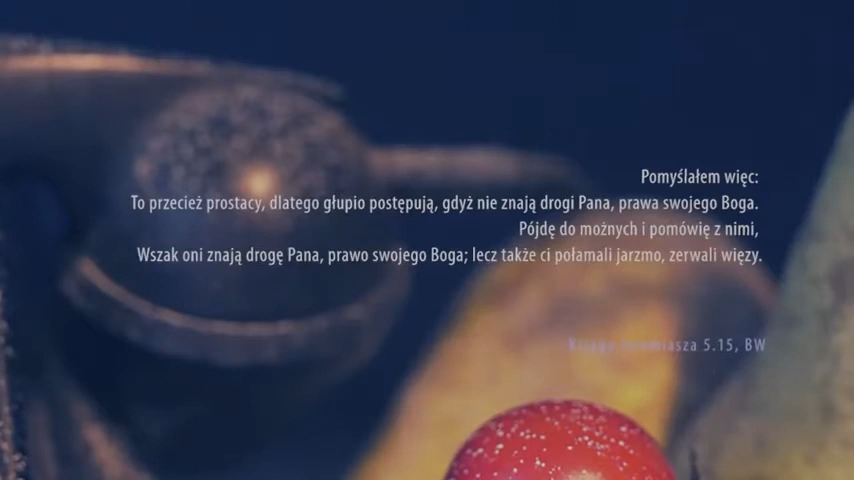 Pomyślałem więc:
To przecież prostacy, dlatego głupio postępują, gdyż nie znają drogi Pana, prawa swojego Boga.
Pójdę do możnych i pomówię z nimi,
Wszak oni znają drogę Pana, prawo swojego Boga; lecz także ci połamali jarzmo, zerwali więzy.
Księga Jeremiasza 5.15, BW